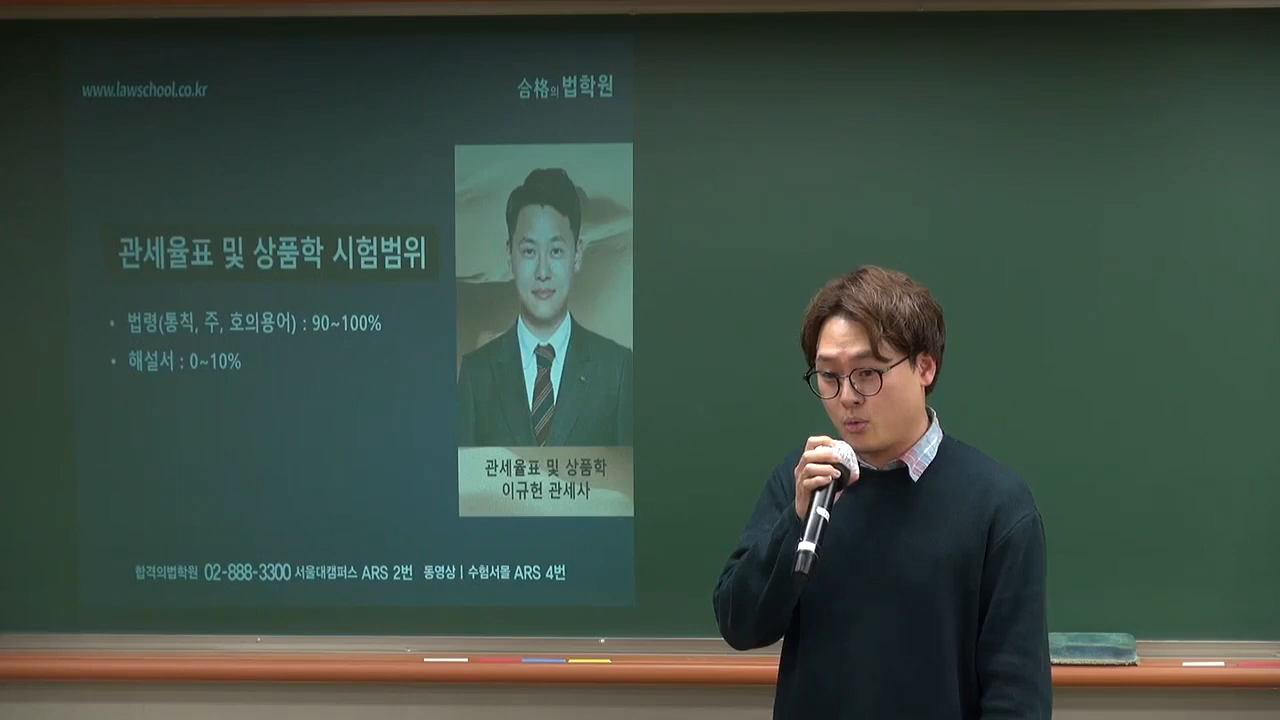 www.lawschool.co.kr
合格의 법학원
관세율표 및 상품학 시험범위
• 법령(통칙, 주, 호의용어) : 90~100%
• 해설서 : 0~10%
관세율표 및 상품학
이규헌 관세사
합격의법학원 02-888-3300 서울대캠퍼스 ARS 2번 동영상 | 수험서몰 ARS 4번